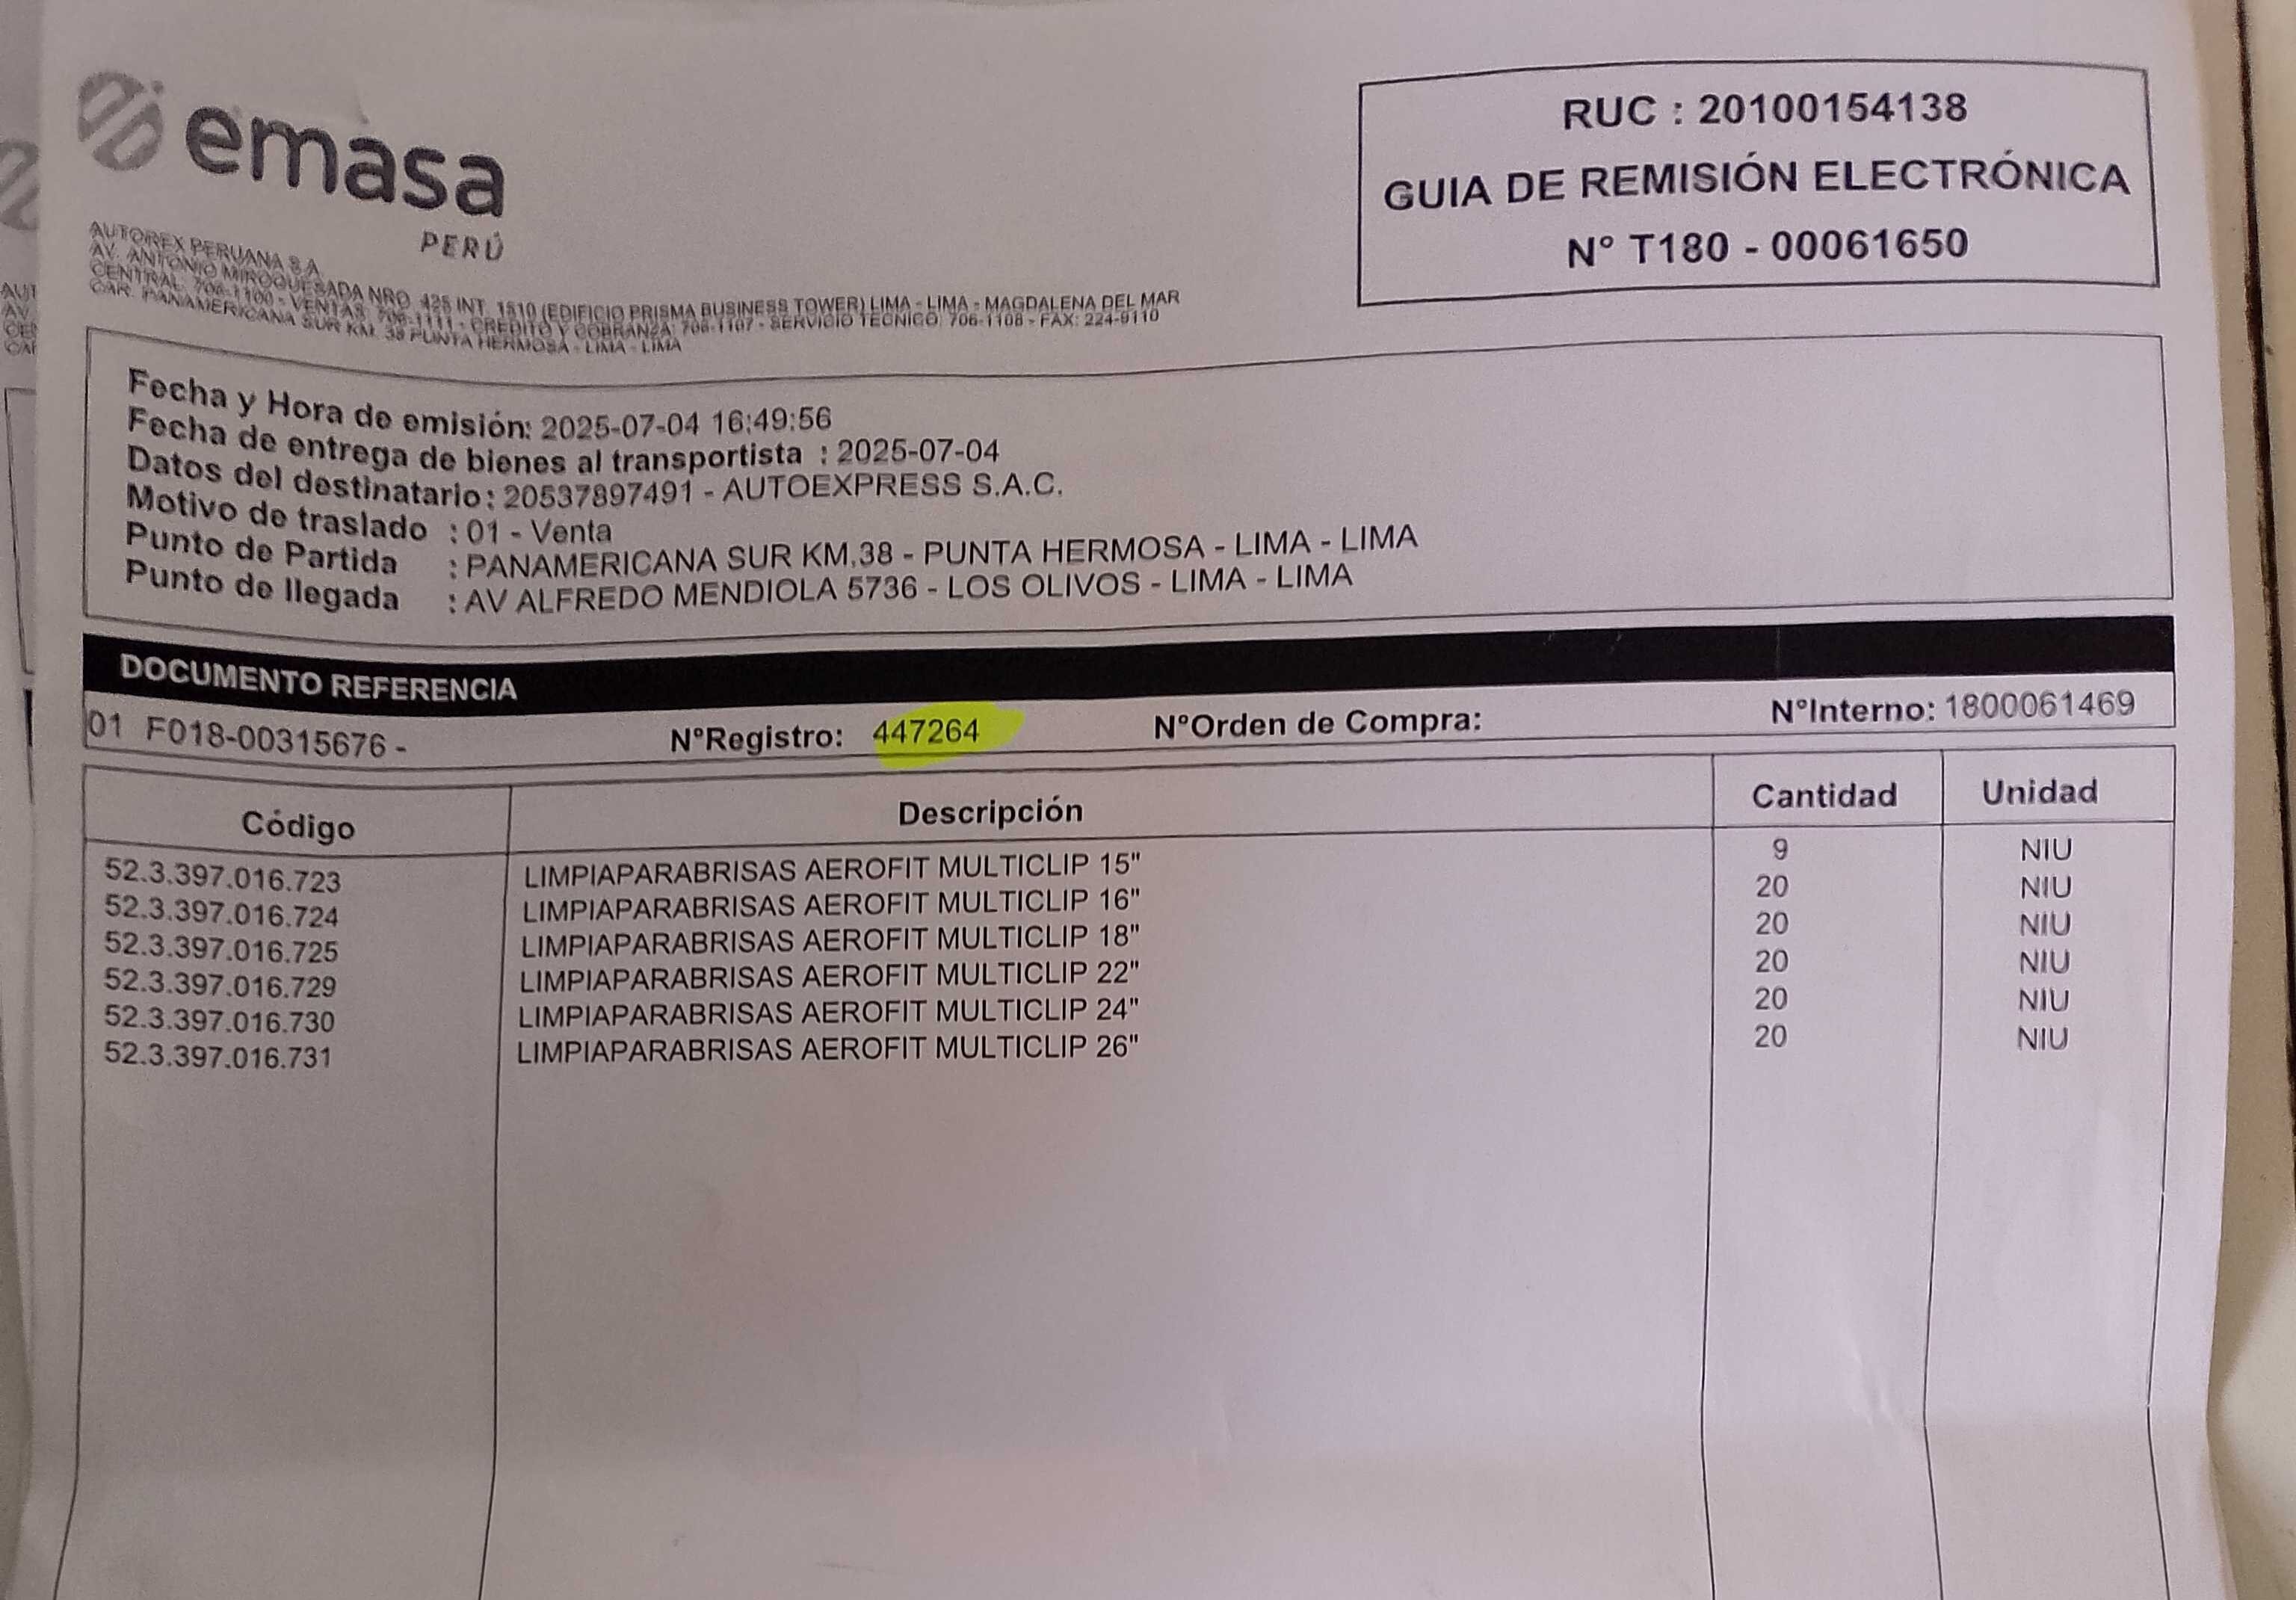 emasa
PERÚ
RUC : 20100154138
GUIA DE REMISIÓN ELECTRÓNICA
N° T180 - 00061650
AUTOREX PERUANA S.A.
AV. ANTONIO MIROQUESADA NRO. 425 INT. 1510 (EDIFICIO PRISMA BUSINESS TOWER) LIMA - LIMA - MAGDALENA DEL MAR
CENTRAL: 706-1100 - VENTAS: 706-1111 - CREDITO Y COBRANZA: 706-1107 - SERVICIO TECNICO: 706-1108 - FAX: 224-9110
CAR. PANAMERICANA SUR KM. 38 PUNTA HERMOSA - LIMA - LIMA
Fecha y Hora de emisión: 2025-07-04 16:49:56
Fecha de entrega de bienes al transportista : 2025-07-04
Datos del destinatario: 20537897491 - AUTOEXPRESS S.A.C.
Motivo de traslado : 01 - Venta
Punto de Partida : PANAMERICANA SUR KM.38 - PUNTA HERMOSA - LIMA - LIMA
Punto de llegada : AV ALFREDO MENDIOLA 5736 - LOS OLIVOS - LIMA - LIMA
DOCUMENTO REFERENCIA
01 F018-00315676 - N°Registro: 447264 N°Orden de Compra: N°Interno: 1800061469
Código Descripción Cantidad Unidad
52.3.397.016.723 LIMPIAPARABRISAS AEROFIT MULTICLIP 15" 9 NIU
52.3.397.016.724 LIMPIAPARABRISAS AEROFIT MULTICLIP 16" 20 NIU
52.3.397.016.725 LIMPIAPARABRISAS AEROFIT MULTICLIP 18" 20 NIU
52.3.397.016.729 LIMPIAPARABRISAS AEROFIT MULTICLIP 22" 20 NIU
52.3.397.016.730 LIMPIAPARABRISAS AEROFIT MULTICLIP 24" 20 NIU
52.3.397.016.731 LIMPIAPARABRISAS AEROFIT MULTICLIP 26" 20 NIU